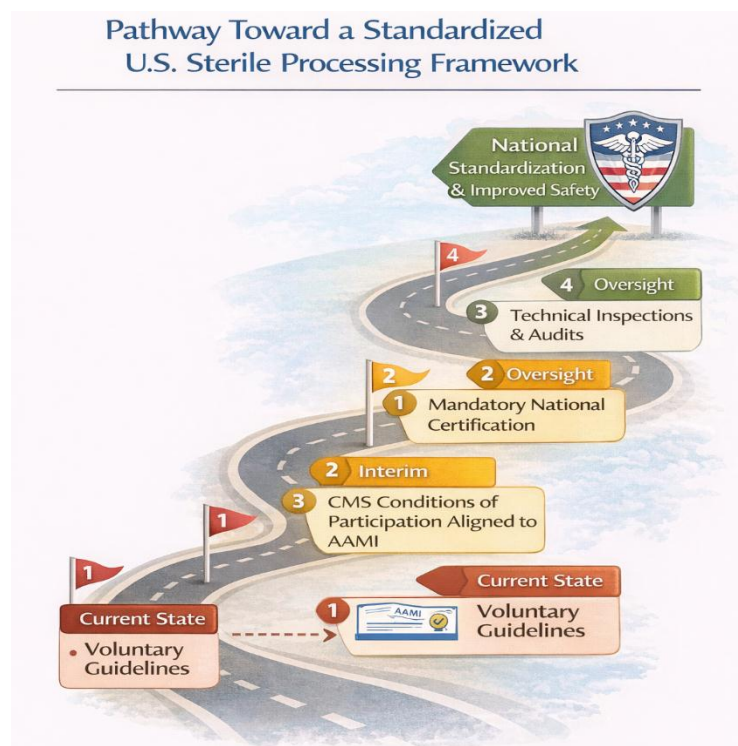 Pathway Toward a Standardized
U.S. Sterile Processing Framework
National
Standardization
& Improved Safety
4
4 Oversight
3 Technical Inspections
& Audits
2
2 Oversight
1 Mandatory National
Certification
2 Interim
3 CMS Conditions of
Participation Aligned to
AAMI
1
1
Current State
• Voluntary
Guidelines
Current State
1
AAMI
Voluntary
Guidelines